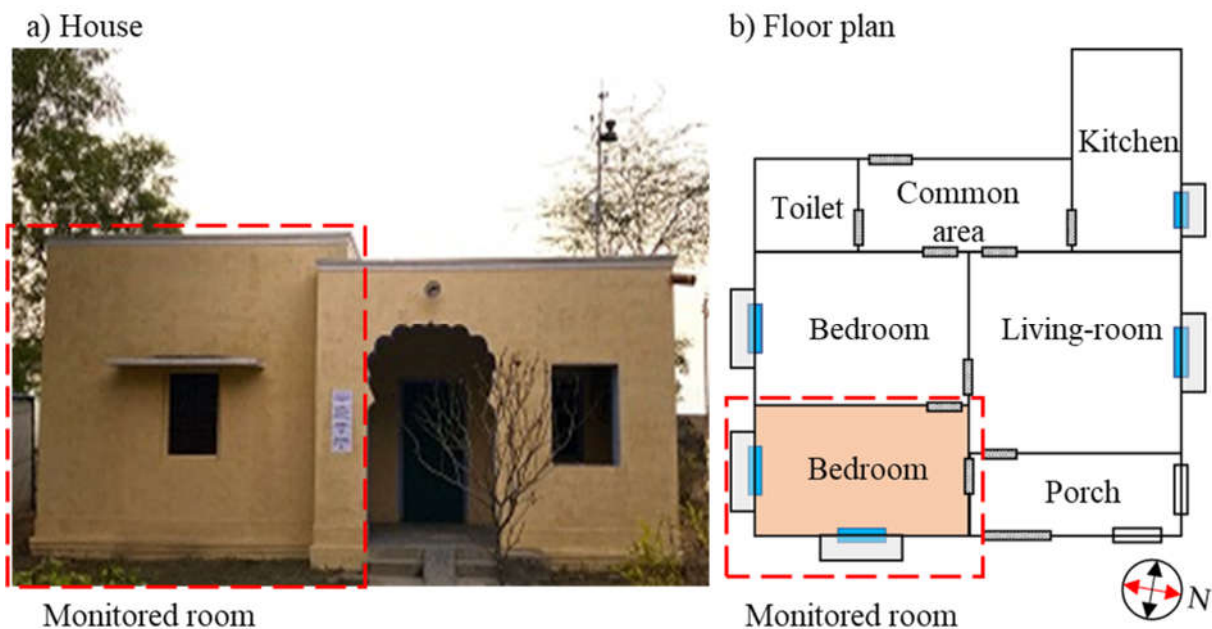 a) House
b) Floor plan
Kitchen
Toilet
Common
area
Bedroom
Living-room
Bedroom
Porch
N
Monitored room
Monitored room